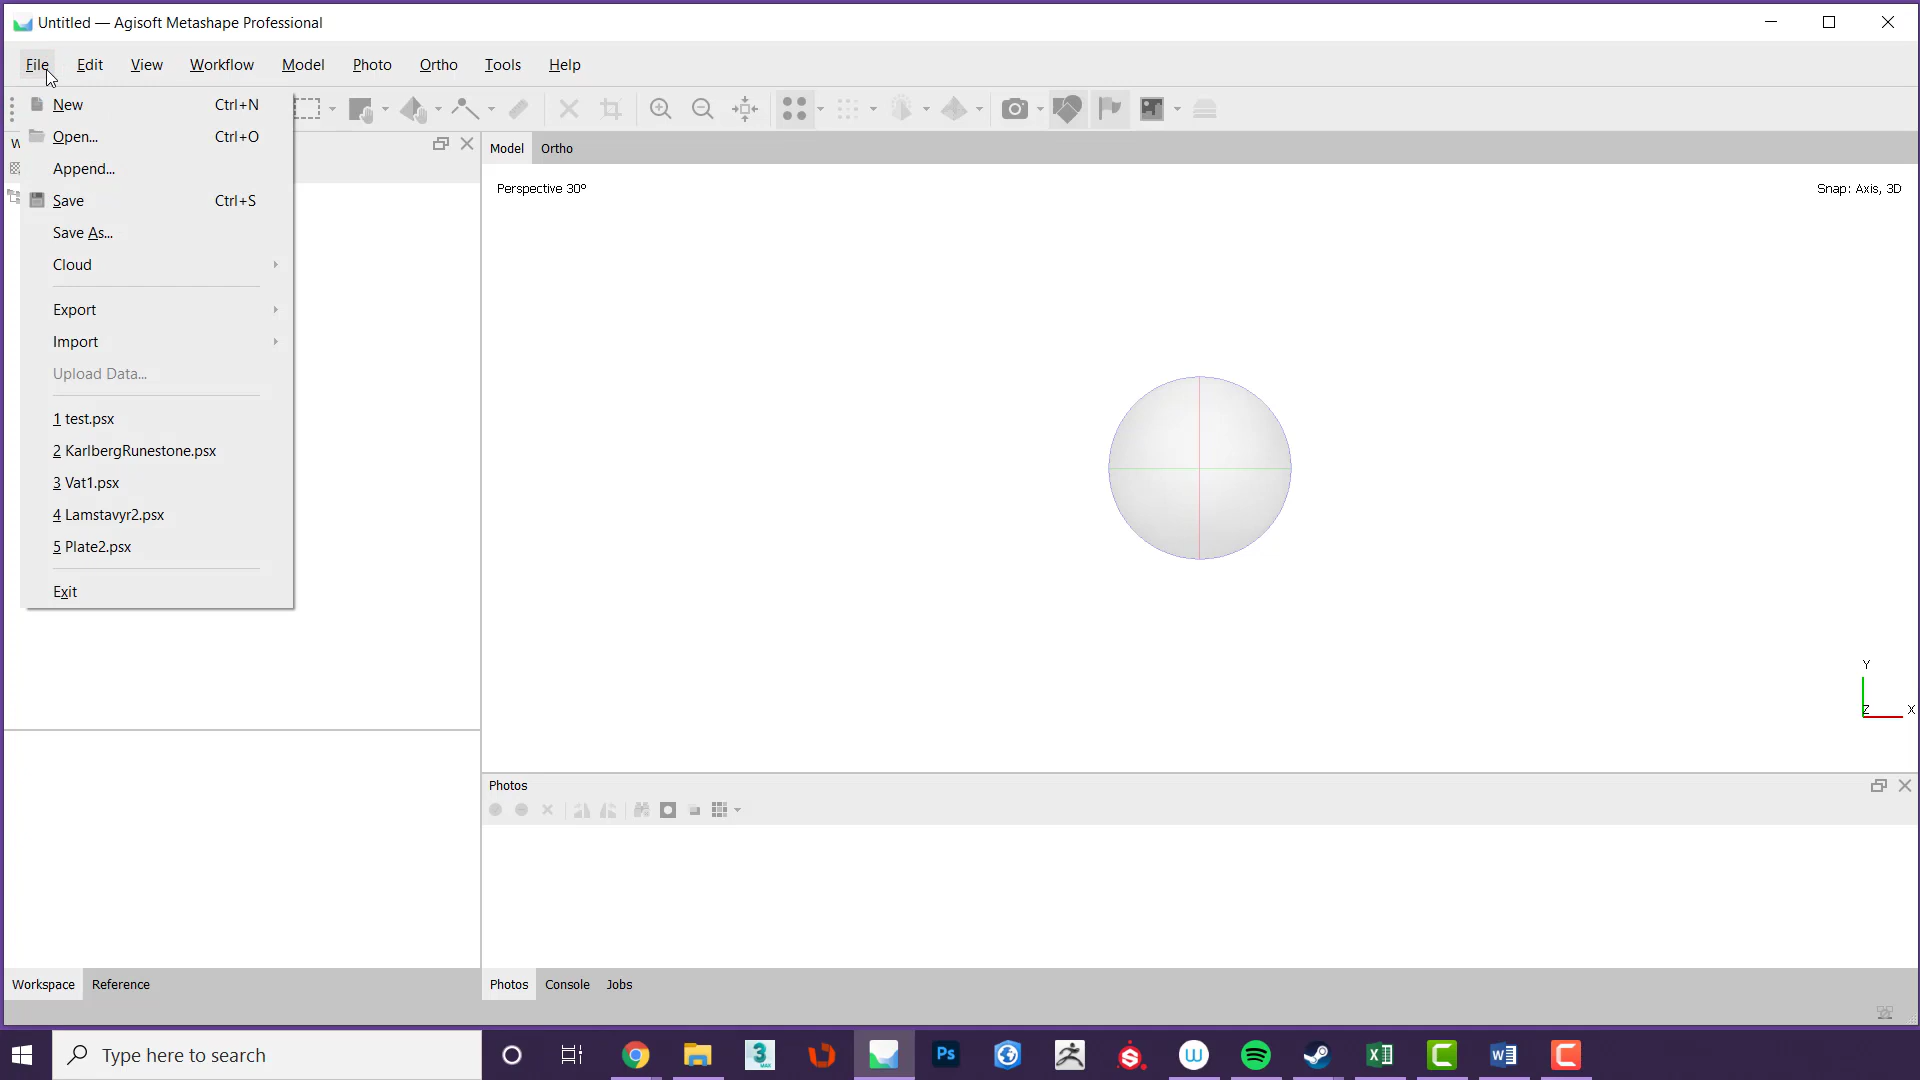 Untitled — Agisoft Metashape Professional
File Edit View Workflow Model Photo Ortho Tools Help
New Ctrl+N
Open... Ctrl+O
Append...
Save Ctrl+S
Save As...
Cloud
Export
Import
Upload Data...
1 test.psx
2 KarlbergRunestone.psx
3 Vat1.psx
4 Lamstavyr2.psx
5 Plate2.psx
Exit
W
Model Ortho
Perspective 30°
Snap: Axis, 3D
Y
Z
X
Photos
Workspace Reference
Photos Console Jobs
Type here to search
3
MAX
Ps
W
X
C
W
C